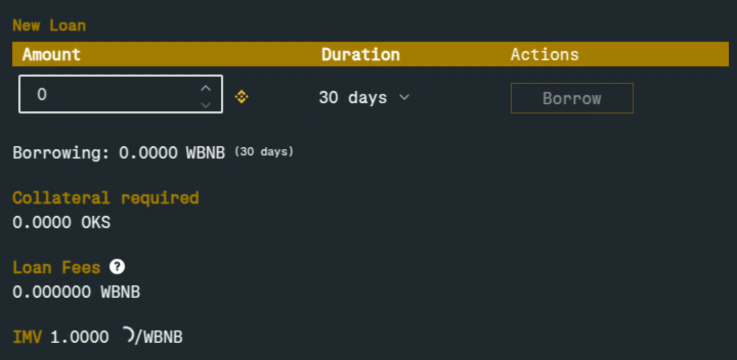 New Loan
Amount Duration Actions
0 30 days Borrow
Borrowing: 0.0000 WBNB (30 days)
Collateral required
0.0000 OKS
Loan Fees ?
0.000000 WBNB
IMV 1.0000 /WBNB